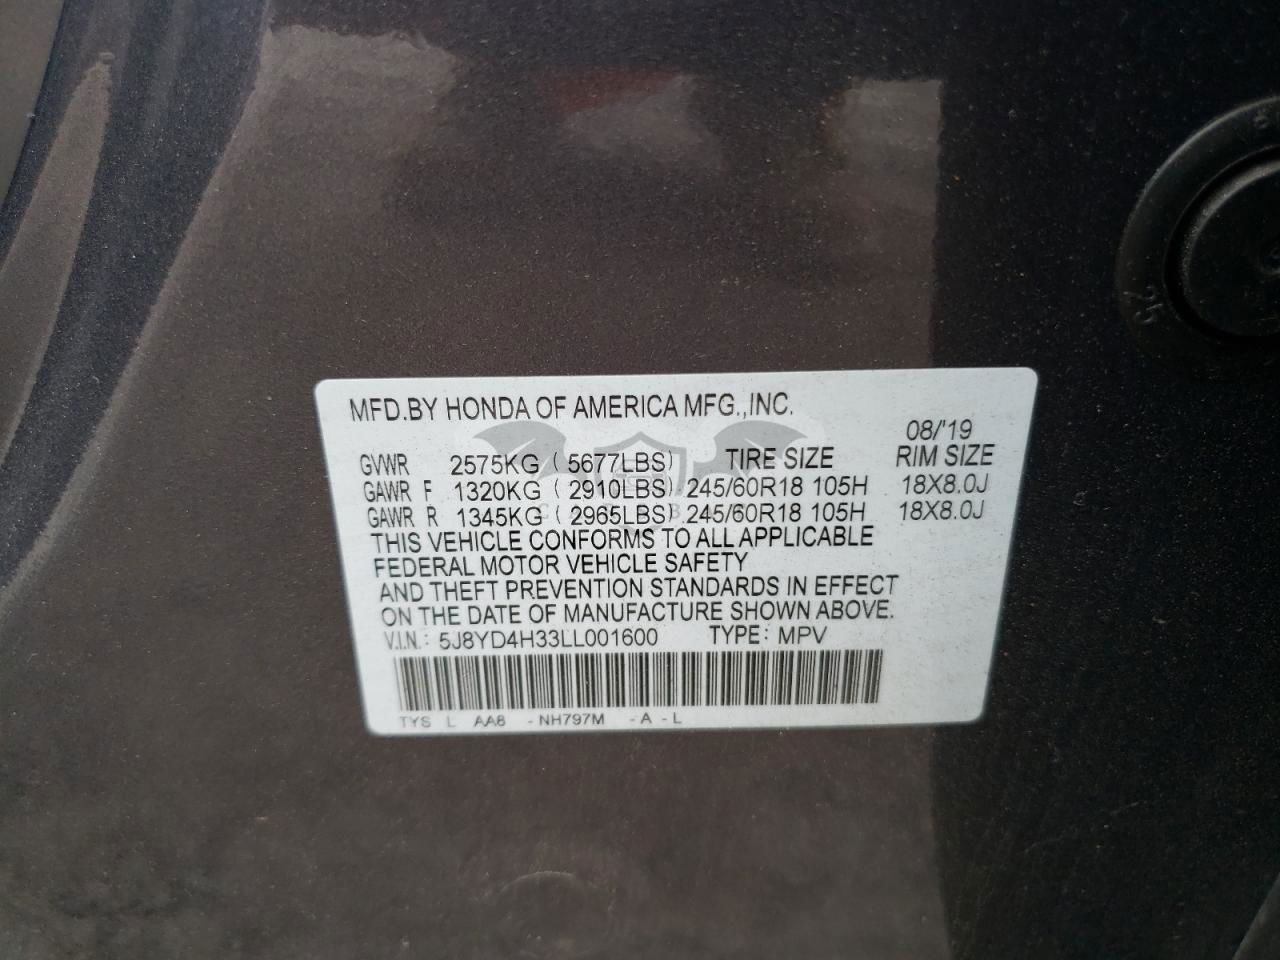 MFD.BY HONDA OF AMERICA MFG.,INC.
08/'19
GVWR 2575KG (5677LBS) TIRE SIZE RIM SIZE
GAWR F 1320KG (2910LBS) 245/60R18 105H 18X8.0J
GAWR R 1345KG (2965LBS) 245/60R18 105H 18X8.0J
THIS VEHICLE CONFORMS TO ALL APPLICABLE
FEDERAL MOTOR VEHICLE SAFETY
AND THEFT PREVENTION STANDARDS IN EFFECT
ON THE DATE OF MANUFACTURE SHOWN ABOVE.
V.I.N.: 5J8YD4H33LL001600 TYPE: MPV
TYS L AA8 -NH797M -A -L
25